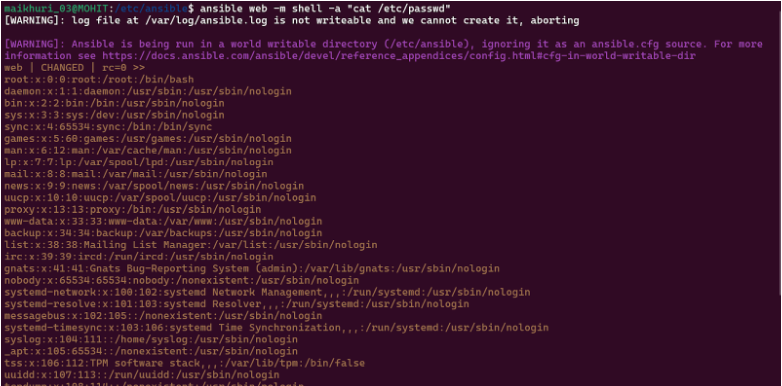 maikhuri_03@MOHIT:/etc/ansible$ ansible web -m shell -a "cat /etc/passwd"
[WARNING]: log file at /var/log/ansible.log is not writeable and we cannot create it, aborting
[WARNING]: Ansible is being run in a world writable directory (/etc/ansible), ignoring it as an ansible.cfg source. For more
information see https://docs.ansible.com/ansible/devel/reference_appendices/config.html#cfg-in-world-writable-dir
web | CHANGED | rc=0 >>
root:x:0:0:root:/root:/bin/bash
daemon:x:1:1:daemon:/usr/sbin:/usr/sbin/nologin
bin:x:2:2:bin:/bin:/usr/sbin/nologin
sys:x:3:3:sys:/dev:/usr/sbin/nologin
sync:x:4:65534:sync:/bin:/bin/sync
games:x:5:60:games:/usr/games:/usr/sbin/nologin
man:x:6:12:man:/var/cache/man:/usr/sbin/nologin
lp:x:7:7:lp:/var/spool/lpd:/usr/sbin/nologin
mail:x:8:8:mail:/var/mail:/usr/sbin/nologin
news:x:9:9:news:/var/spool/news:/usr/sbin/nologin
uucp:x:10:10:uucp:/var/spool/uucp:/usr/sbin/nologin
proxy:x:13:13:proxy:/bin:/usr/sbin/nologin
www-data:x:33:33:www-data:/var/www:/usr/sbin/nologin
backup:x:34:34:backup:/var/backups:/usr/sbin/nologin
list:x:38:38:Mailing List Manager:/var/list:/usr/sbin/nologin
irc:x:39:39:ircd:/run/ircd:/usr/sbin/nologin
gnats:x:41:41:Gnats Bug-Reporting System (admin):/var/lib/gnats:/usr/sbin/nologin
nobody:x:65534:65534:nobody:/nonexistent:/usr/sbin/nologin
systemd-network:x:100:102:systemd Network Management,,,:/run/systemd:/usr/sbin/nologin
systemd-resolve:x:101:103:systemd Resolver,,,:/run/systemd:/usr/sbin/nologin
messagebus:x:102:105::/nonexistent:/usr/sbin/nologin
systemd-timesync:x:103:106:systemd Time Synchronization,,,:/run/systemd:/usr/sbin/nologin
syslog:x:104:111::/home/syslog:/usr/sbin/nologin
_apt:x:105:65534::/nonexistent:/usr/sbin/nologin
tss:x:106:112:TPM software stack,,,:/var/lib/tpm:/bin/false
uuidd:x:107:113::/run/uuidd:/usr/sbin/nologin